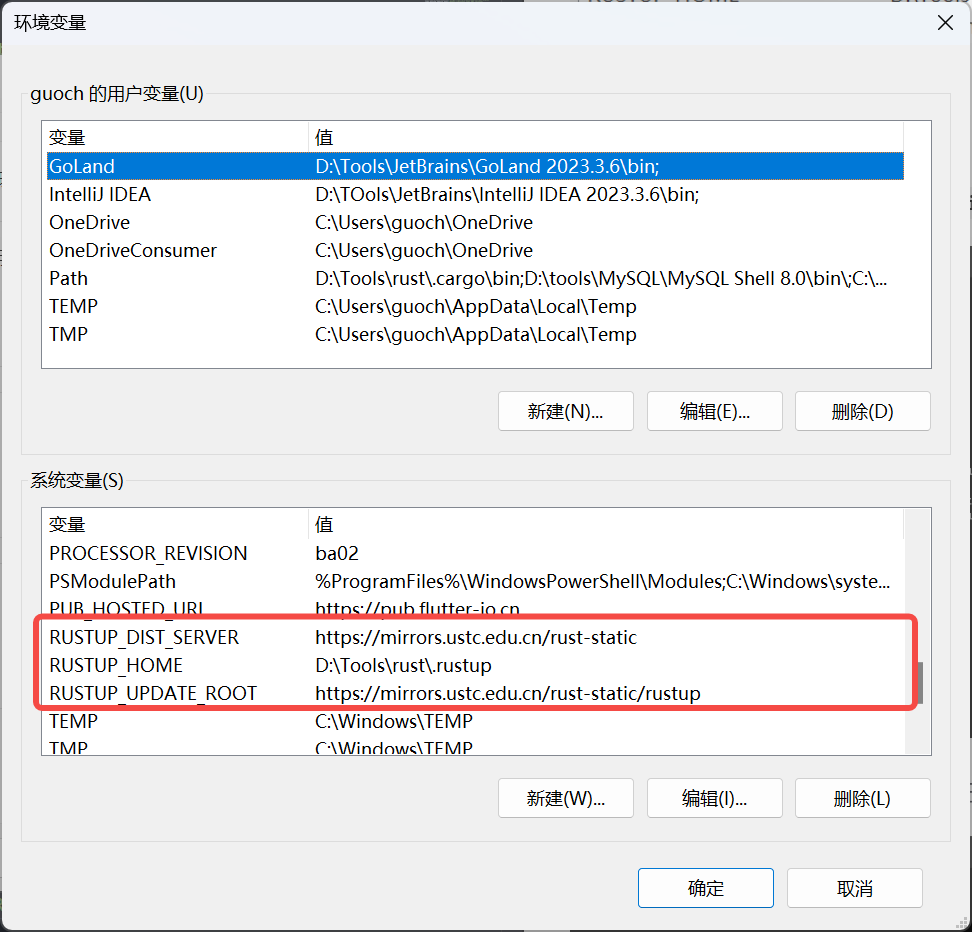 环境变量
guoch 的用户变量(U)
变量 值
GoLand D:\Tools\JetBrains\GoLand 2023.3.6\bin;
IntelliJ IDEA D:\TOols\JetBrains\IntelliJ IDEA 2023.3.6\bin;
OneDrive C:\Users\guoch\OneDrive
OneDriveConsumer C:\Users\guoch\OneDrive
Path D:\Tools\rust\.cargo\bin;D:\tools\MySQL\MySQL Shell 8.0\bin\;C:\...
TEMP C:\Users\guoch\AppData\Local\Temp
TMP C:\Users\guoch\AppData\Local\Temp
新建(N)... 编辑(E)... 删除(D)
系统变量(S)
变量 值
PROCESSOR_REVISION ba02
PSModulePath %ProgramFiles%\WindowsPowerShell\Modules;C:\Windows\syste...
PUB_HOSTED_URL https://pub.flutter-io.cn
RUSTUP_DIST_SERVER https://mirrors.ustc.edu.cn/rust-static
RUSTUP_HOME D:\Tools\rust\.rustup
RUSTUP_UPDATE_ROOT https://mirrors.ustc.edu.cn/rust-static/rustup
TEMP C:\Windows\TEMP
TMP C:\Windows\TEMP
新建(W)... 编辑(I)... 删除(L)
确定 取消